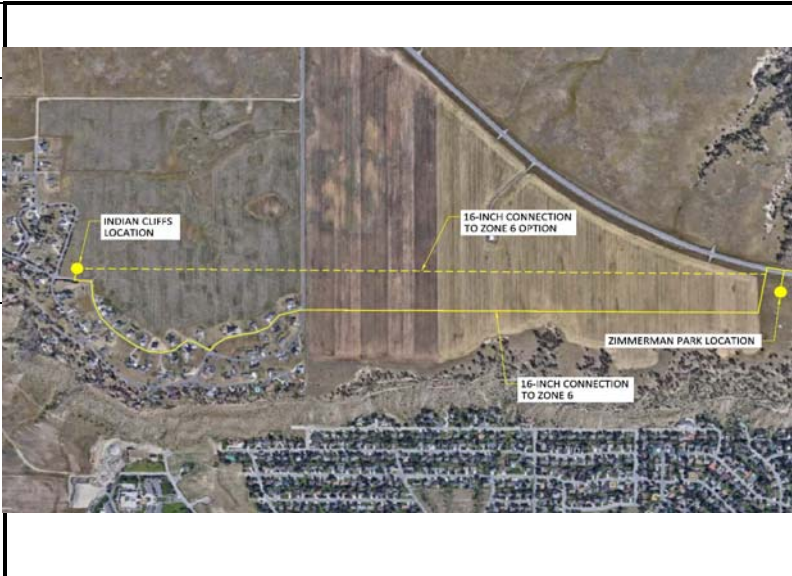 INDIAN CLIFFS
LOCATION
16-INCH CONNECTION
TO ZONE 6 OPTION
ZIMMERMAN PARK LOCATION
16-INCH CONNECTION
TO ZONE 6